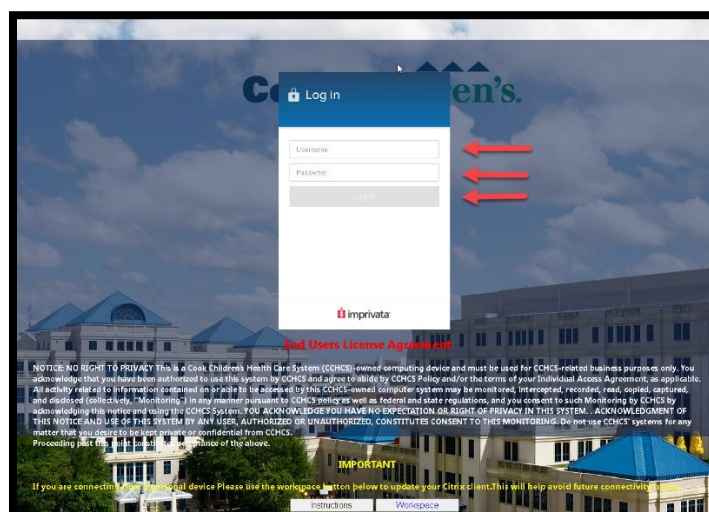 Co en's.
Log in
Username
Password
Log in
imprivata
End Users License Agreement
NOTICE: NO RIGHT TO PRIVACY This is a Cook Children's Health Care System (CCHCS)-owned computing device and must be used for CCHCS-related business purposes only. You
acknowledge that you have been authorized to use this system by CCHCS and agree to abide by CCHCS Policy and/or the terms of your Individual Access Agreement, as applicable.
All activity related to information contained on or able to be accessed by this CCHCS-owned computer system may be monitored, intercepted, recorded, read, copied, captured,
and disclosed (collectively, "Monitoring") in any manner pursuant to CCHCS policy as well as federal and state regulations, and you consent to such Monitoring by CCHCS by
acknowledging this notice and using the CCHCS System. YOU ACKNOWLEDGE YOU HAVE NO EXPECTATION OR RIGHT OF PRIVACY IN THIS SYSTEM. . ACKNOWLEDGMENT OF
THIS NOTICE AND USE OF THIS SYSTEM BY ANY USER, AUTHORIZED OR UNAUTHORIZED, CONSTITUTES CONSENT TO THIS MONITORING. Do not use CCHCS' systems for any
matter that you desire to be kept private or confidential from CCHCS.
Proceeding past this point constitutes acceptance of the above.
IMPORTANT
If you are connecting from personal device Please use the workspace button below to update your Citrix client.This will help avoid future connectivity
Instructions Workspace